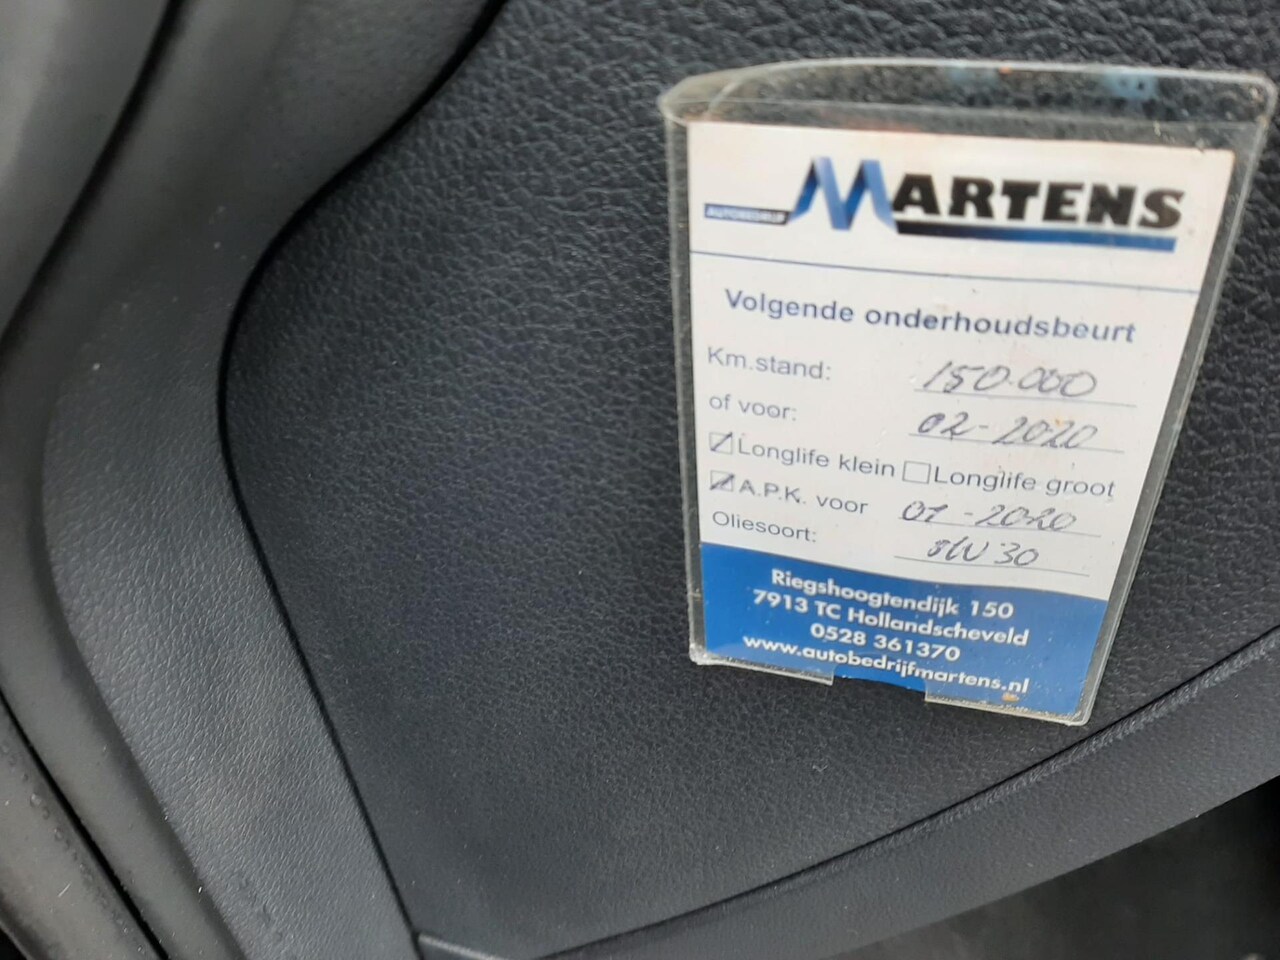 AUTOBEDRIJF MARTENS
Volgende onderhoudsbeurt
Km.stand: 150.000
of voor: 02-2020
Longlife klein Longlife groot
A.P.K. voor 01-2020
Oliesoort: 5W30
Riegshoogtendijk 150
7913 TC Hollandscheveld
0528 361370
www.autobedrijfmartens.nl